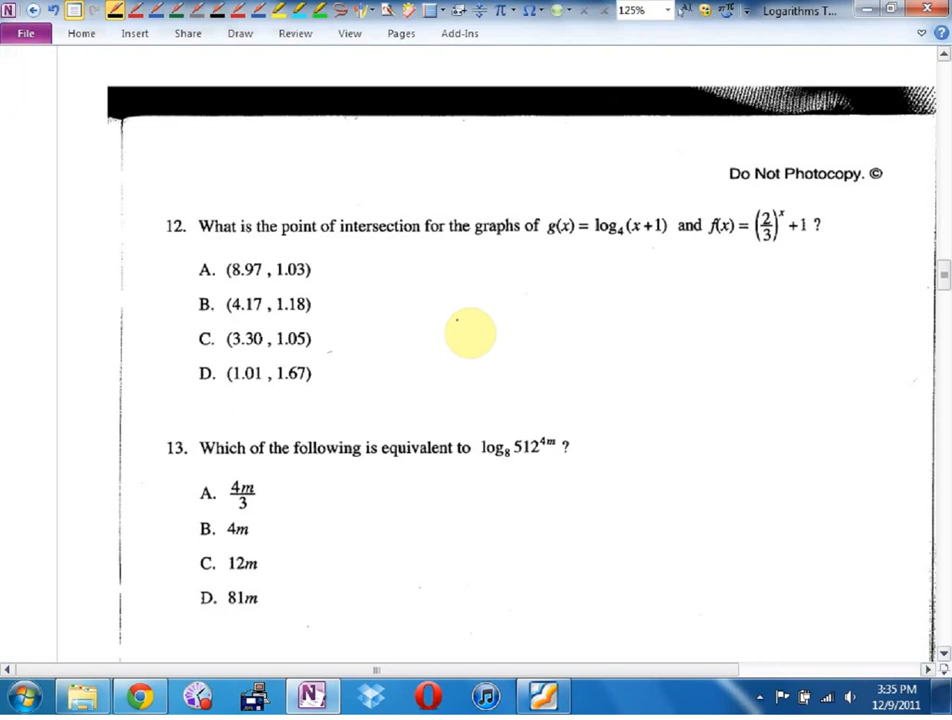 125%
Logarithms T...
File Home Insert Share Draw Review View Pages Add-Ins
Do Not Photocopy. ©
12. What is the point of intersection for the graphs of g(x) = log₄(x+1) and f(x) = (2/3)ˣ +1 ?
A. (8.97 , 1.03)
B. (4.17 , 1.18)
C. (3.30 , 1.05)
D. (1.01 , 1.67)
13. Which of the following is equivalent to log₈ 512⁴ᵐ ?
A. 4m/3
B. 4m
C. 12m
D. 81m
3:35 PM
12/9/2011